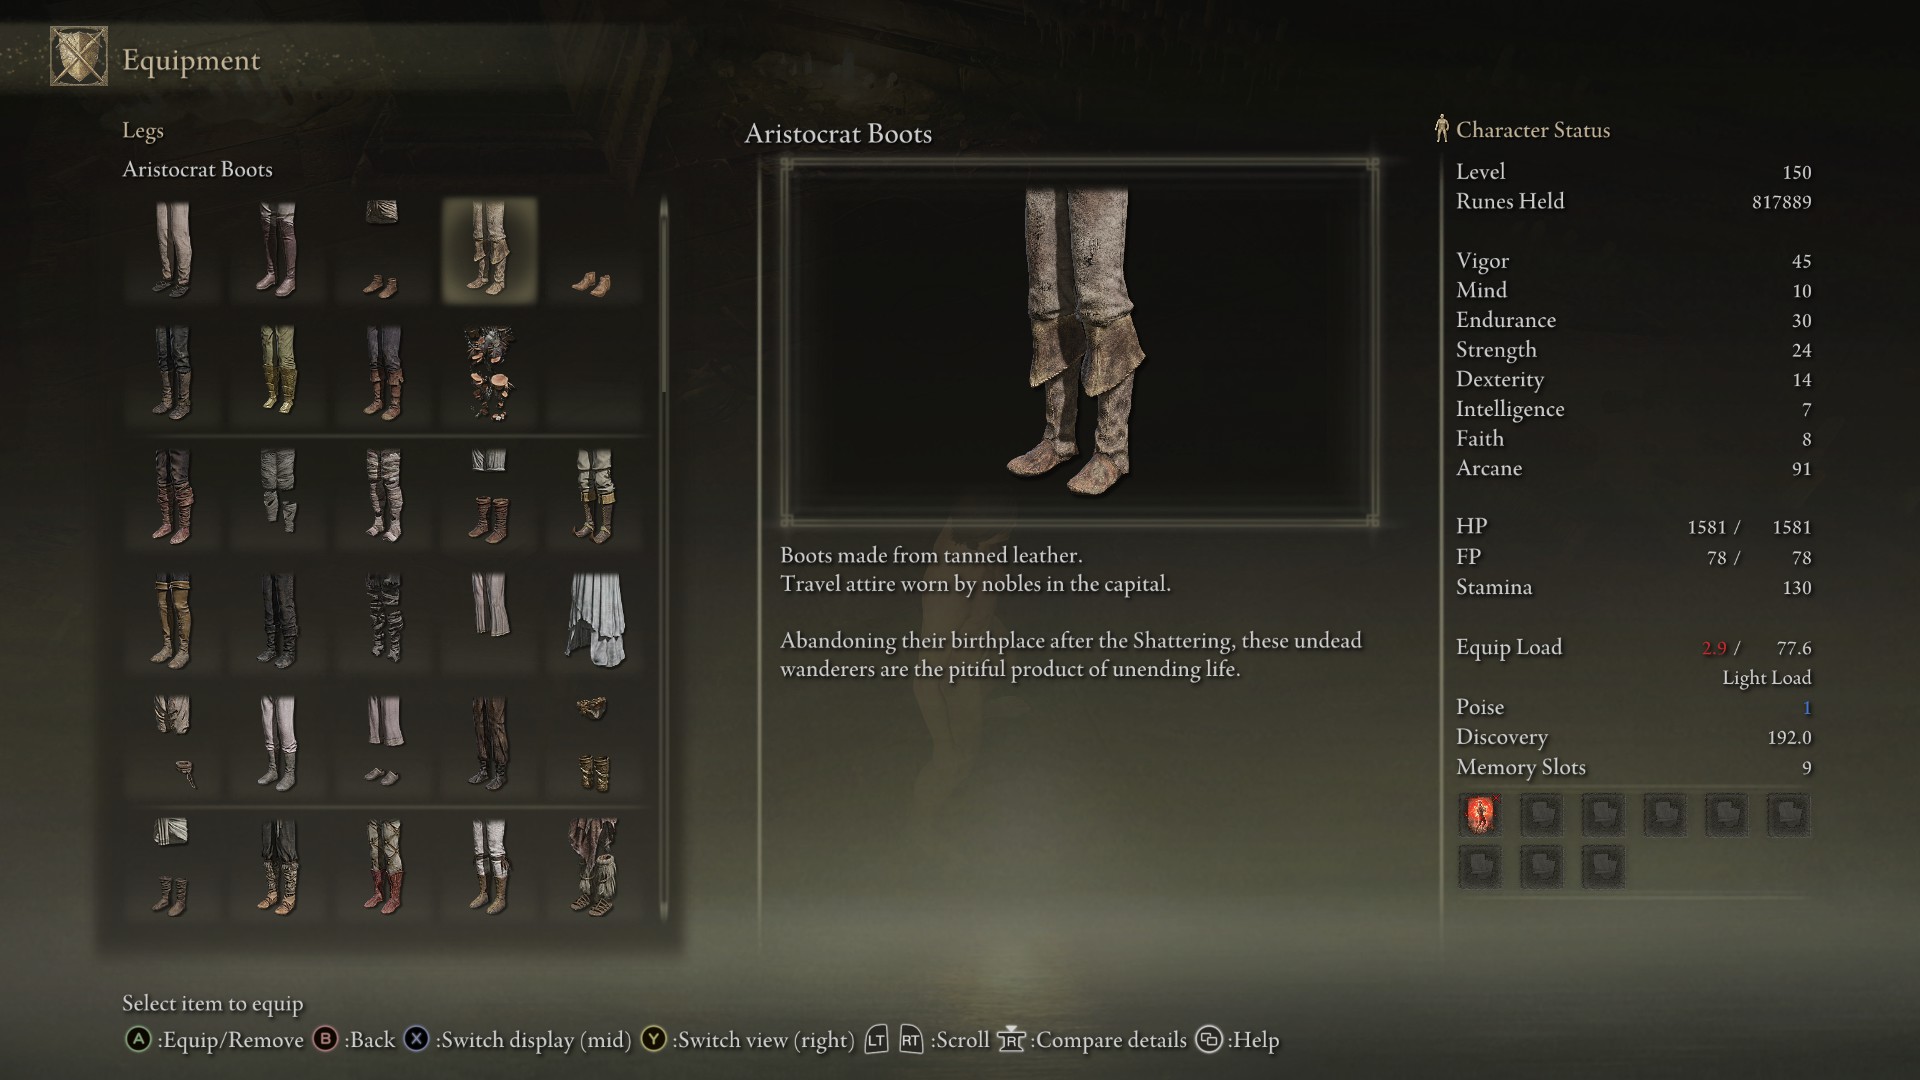 Equipment
Legs
Aristocrat Boots
Aristocrat Boots
Boots made from tanned leather.
Travel attire worn by nobles in the capital.
Abandoning their birthplace after the Shattering, these undead
wanderers are the pitiful product of unending life.
Character Status
Level 150
Runes Held 817889
Vigor 45
Mind 10
Endurance 30
Strength 24
Dexterity 14
Intelligence 7
Faith 8
Arcane 91
HP 1581 / 1581
FP 78 / 78
Stamina 130
Equip Load 2.9 / 77.6
Light Load
Poise 1
Discovery 192.0
Memory Slots 9
Select item to equip
A :Equip/Remove B :Back X :Switch display (mid) Y :Switch view (right) LT RT :Scroll R :Compare details :Help